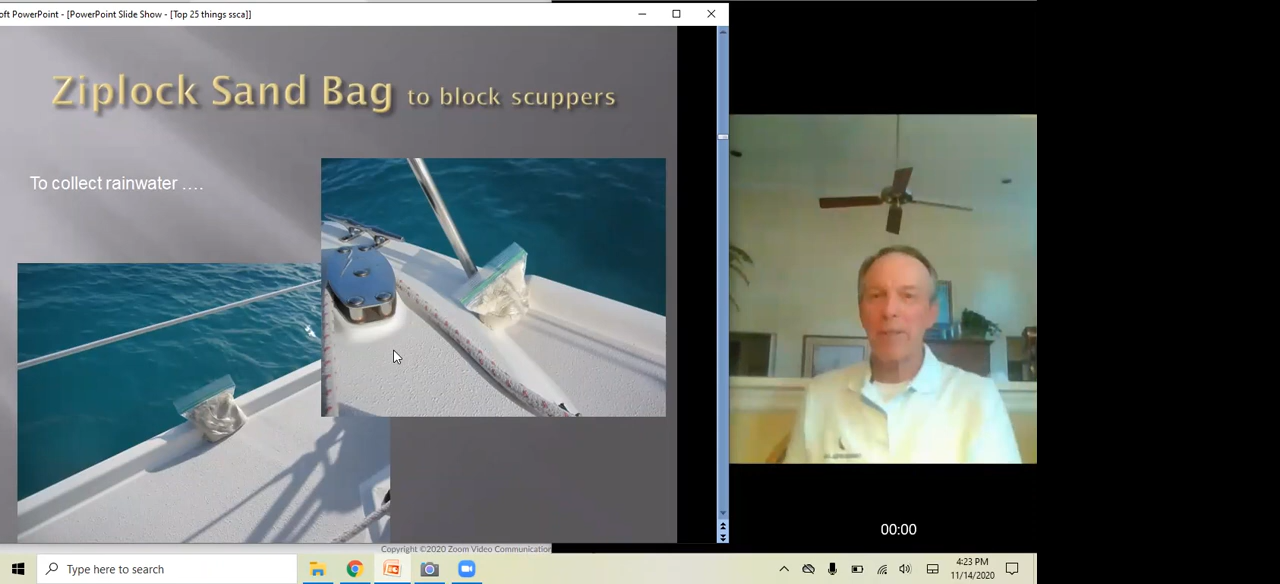 oft PowerPoint - [PowerPoint Slide Show - [Top 25 things ssca]]
Ziplock Sand Bag to block scuppers
To collect rainwater ....
00:00
Copyright ©2020 Zoom Video Communication
Type here to search
4:23 PM
11/14/2020